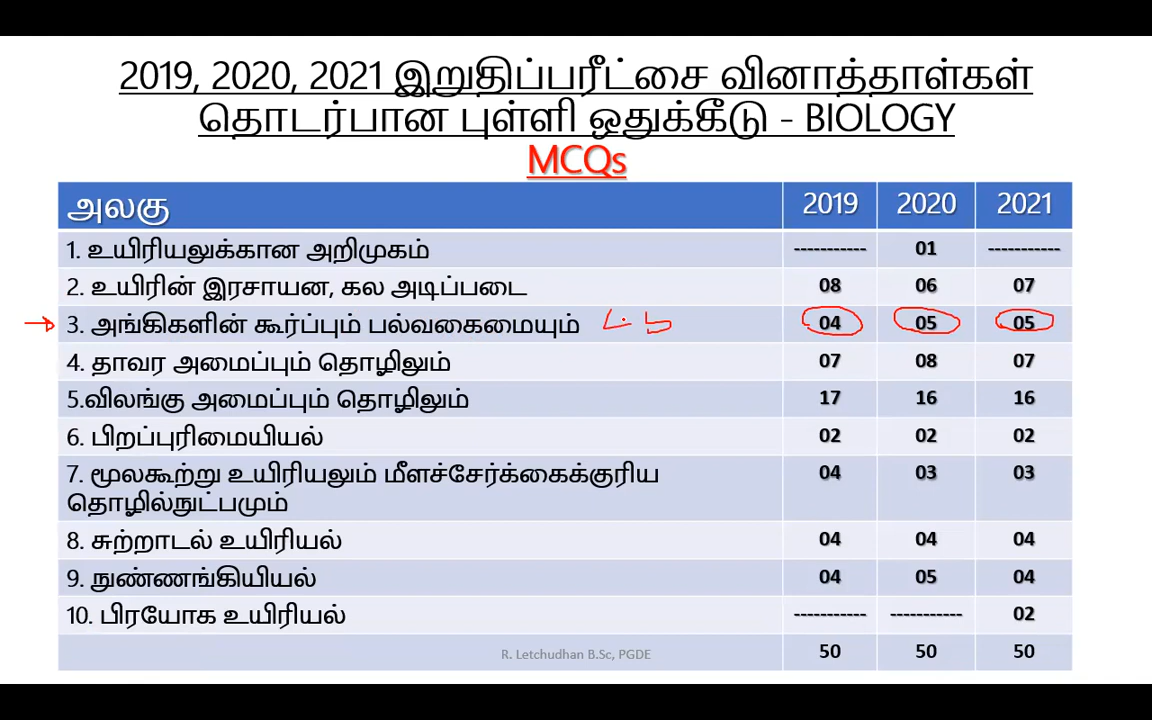 2019, 2020, 2021 இறுதிப்பரீட்சை வினாத்தாள்கள்
தொடர்பான புள்ளி ஒதுக்கீடு - BIOLOGY
MCQs
அலகு 2019 2020 2021
1. உயிரியலுக்கான அறிமுகம் ----------- 01 -----------
2. உயிரின் இரசாயன, கல அடிப்படை 08 06 07
3. அங்கிகளின் கூர்ப்பும் பல்வகைமையும் 04 05 05
4. தாவர அமைப்பும் தொழிலும் 07 08 07
5.விலங்கு அமைப்பும் தொழிலும் 17 16 16
6. பிறப்புரிமையியல் 02 02 02
7. மூலகூற்று உயிரியலும் மீளச்சேர்க்கைக்குரிய 04 03 03
தொழில்நுட்பமும்
8. சுற்றாடல் உயிரியல் 04 04 04
9. நுண்ணங்கியியல் 04 05 04
10. பிரயோக உயிரியல் ----------- ----------- 02
R. Letchudhan B.Sc, PGDE 50 50 50